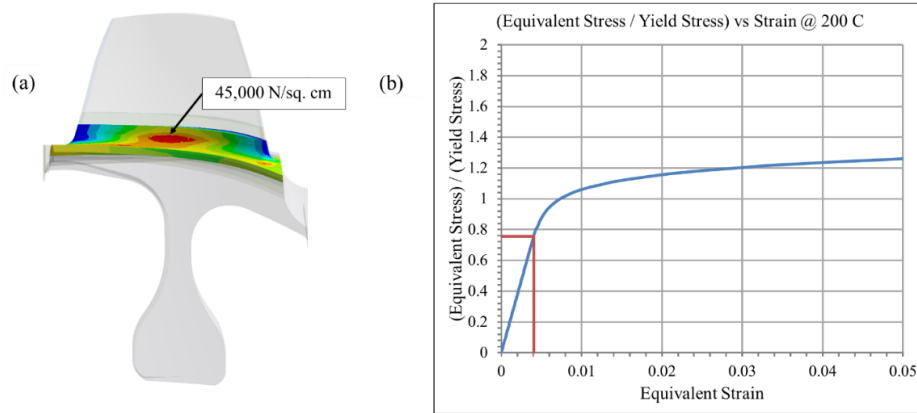 (a)
45,000 N/sq. cm
(b)
(Equivalent Stress / Yield Stress) vs Strain @ 200 C
(Equivalent Stress) / (Yield Stress)
2
1.8
1.6
1.4
1.2
1
0.8
0.6
0.4
0.2
0
0
0.01
0.02
0.03
0.04
0.05
Equivalent Strain